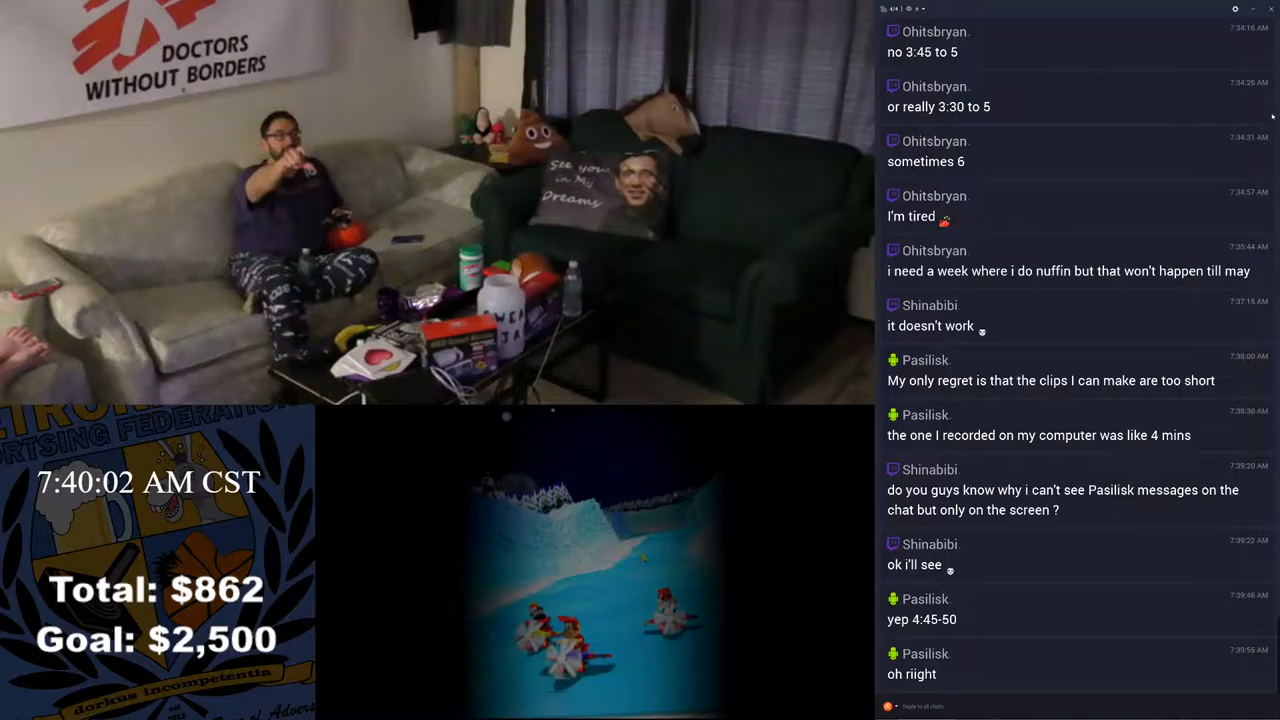 DOCTORS
WITHOUT BORDERS
See you
in My
Dreams
7:40:02 AM CST
Total: $862
Goal: $2,500
dorkus incompetentia
4/4
Ohitsbryan. 7:34:16 AM
no 3:45 to 5
Ohitsbryan. 7:34:25 AM
or really 3:30 to 5
Ohitsbryan. 7:34:31 AM
sometimes 6
Ohitsbryan. 7:34:57 AM
I'm tired
Ohitsbryan. 7:35:44 AM
i need a week where i do nuffin but that won't happen till may
Shinabibi. 7:37:15 AM
it doesn't work
Pasilisk. 7:38:00 AM
My only regret is that the clips I can make are too short
Pasilisk. 7:38:30 AM
the one I recorded on my computer was like 4 mins
Shinabibi. 7:39:20 AM
do you guys know why i can't see Pasilisk messages on the
chat but only on the screen ?
Shinabibi. 7:39:22 AM
ok i'll see
Pasilisk. 7:39:46 AM
yep 4:45-50
Pasilisk. 7:39:55 AM
oh riight
Reply to all chats